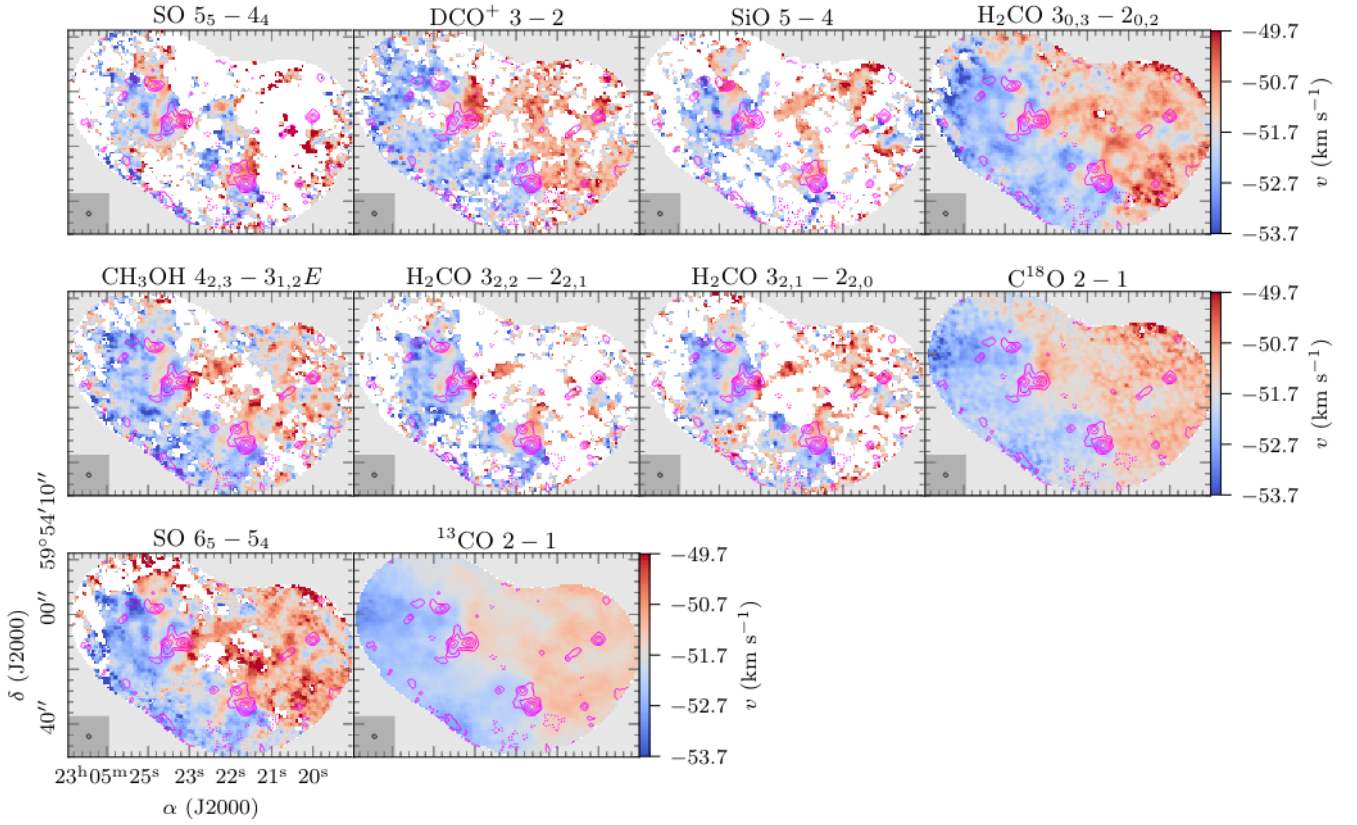 SO 5₅ − 4₄ DCO⁺ 3 − 2 SiO 5 − 4 H₂CO 3₀,₃ − 2₀,₂
−49.7
−50.7
−51.7
−52.7
−53.7
v (km s⁻¹)
CH₃OH 4₂,₃ − 3₁,₂E H₂CO 3₂,₂ − 2₂,₁ H₂CO 3₂,₁ − 2₂,₀ C¹⁸O 2 − 1
−49.7
−50.7
−51.7
−52.7
−53.7
v (km s⁻¹)
SO 6₅ − 5₄ ¹³CO 2 − 1
59°54′10″
00″
40″
δ (J2000)
−49.7
−50.7
−51.7
−52.7
−53.7
v (km s⁻¹)
23ʰ05ᵐ25ˢ 23ˢ 22ˢ 21ˢ 20ˢ
α (J2000)